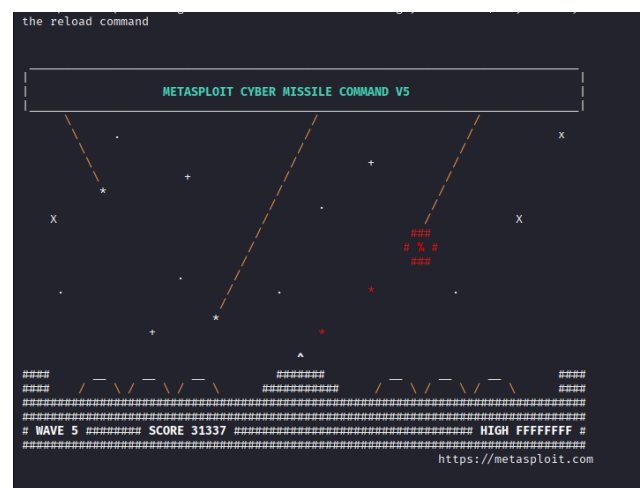 the reload command
METASPLOIT CYBER MISSILE COMMAND V5
# WAVE 5 ######## SCORE 31337 ################################## HIGH FFFFFFFF #
https://metasploit.com